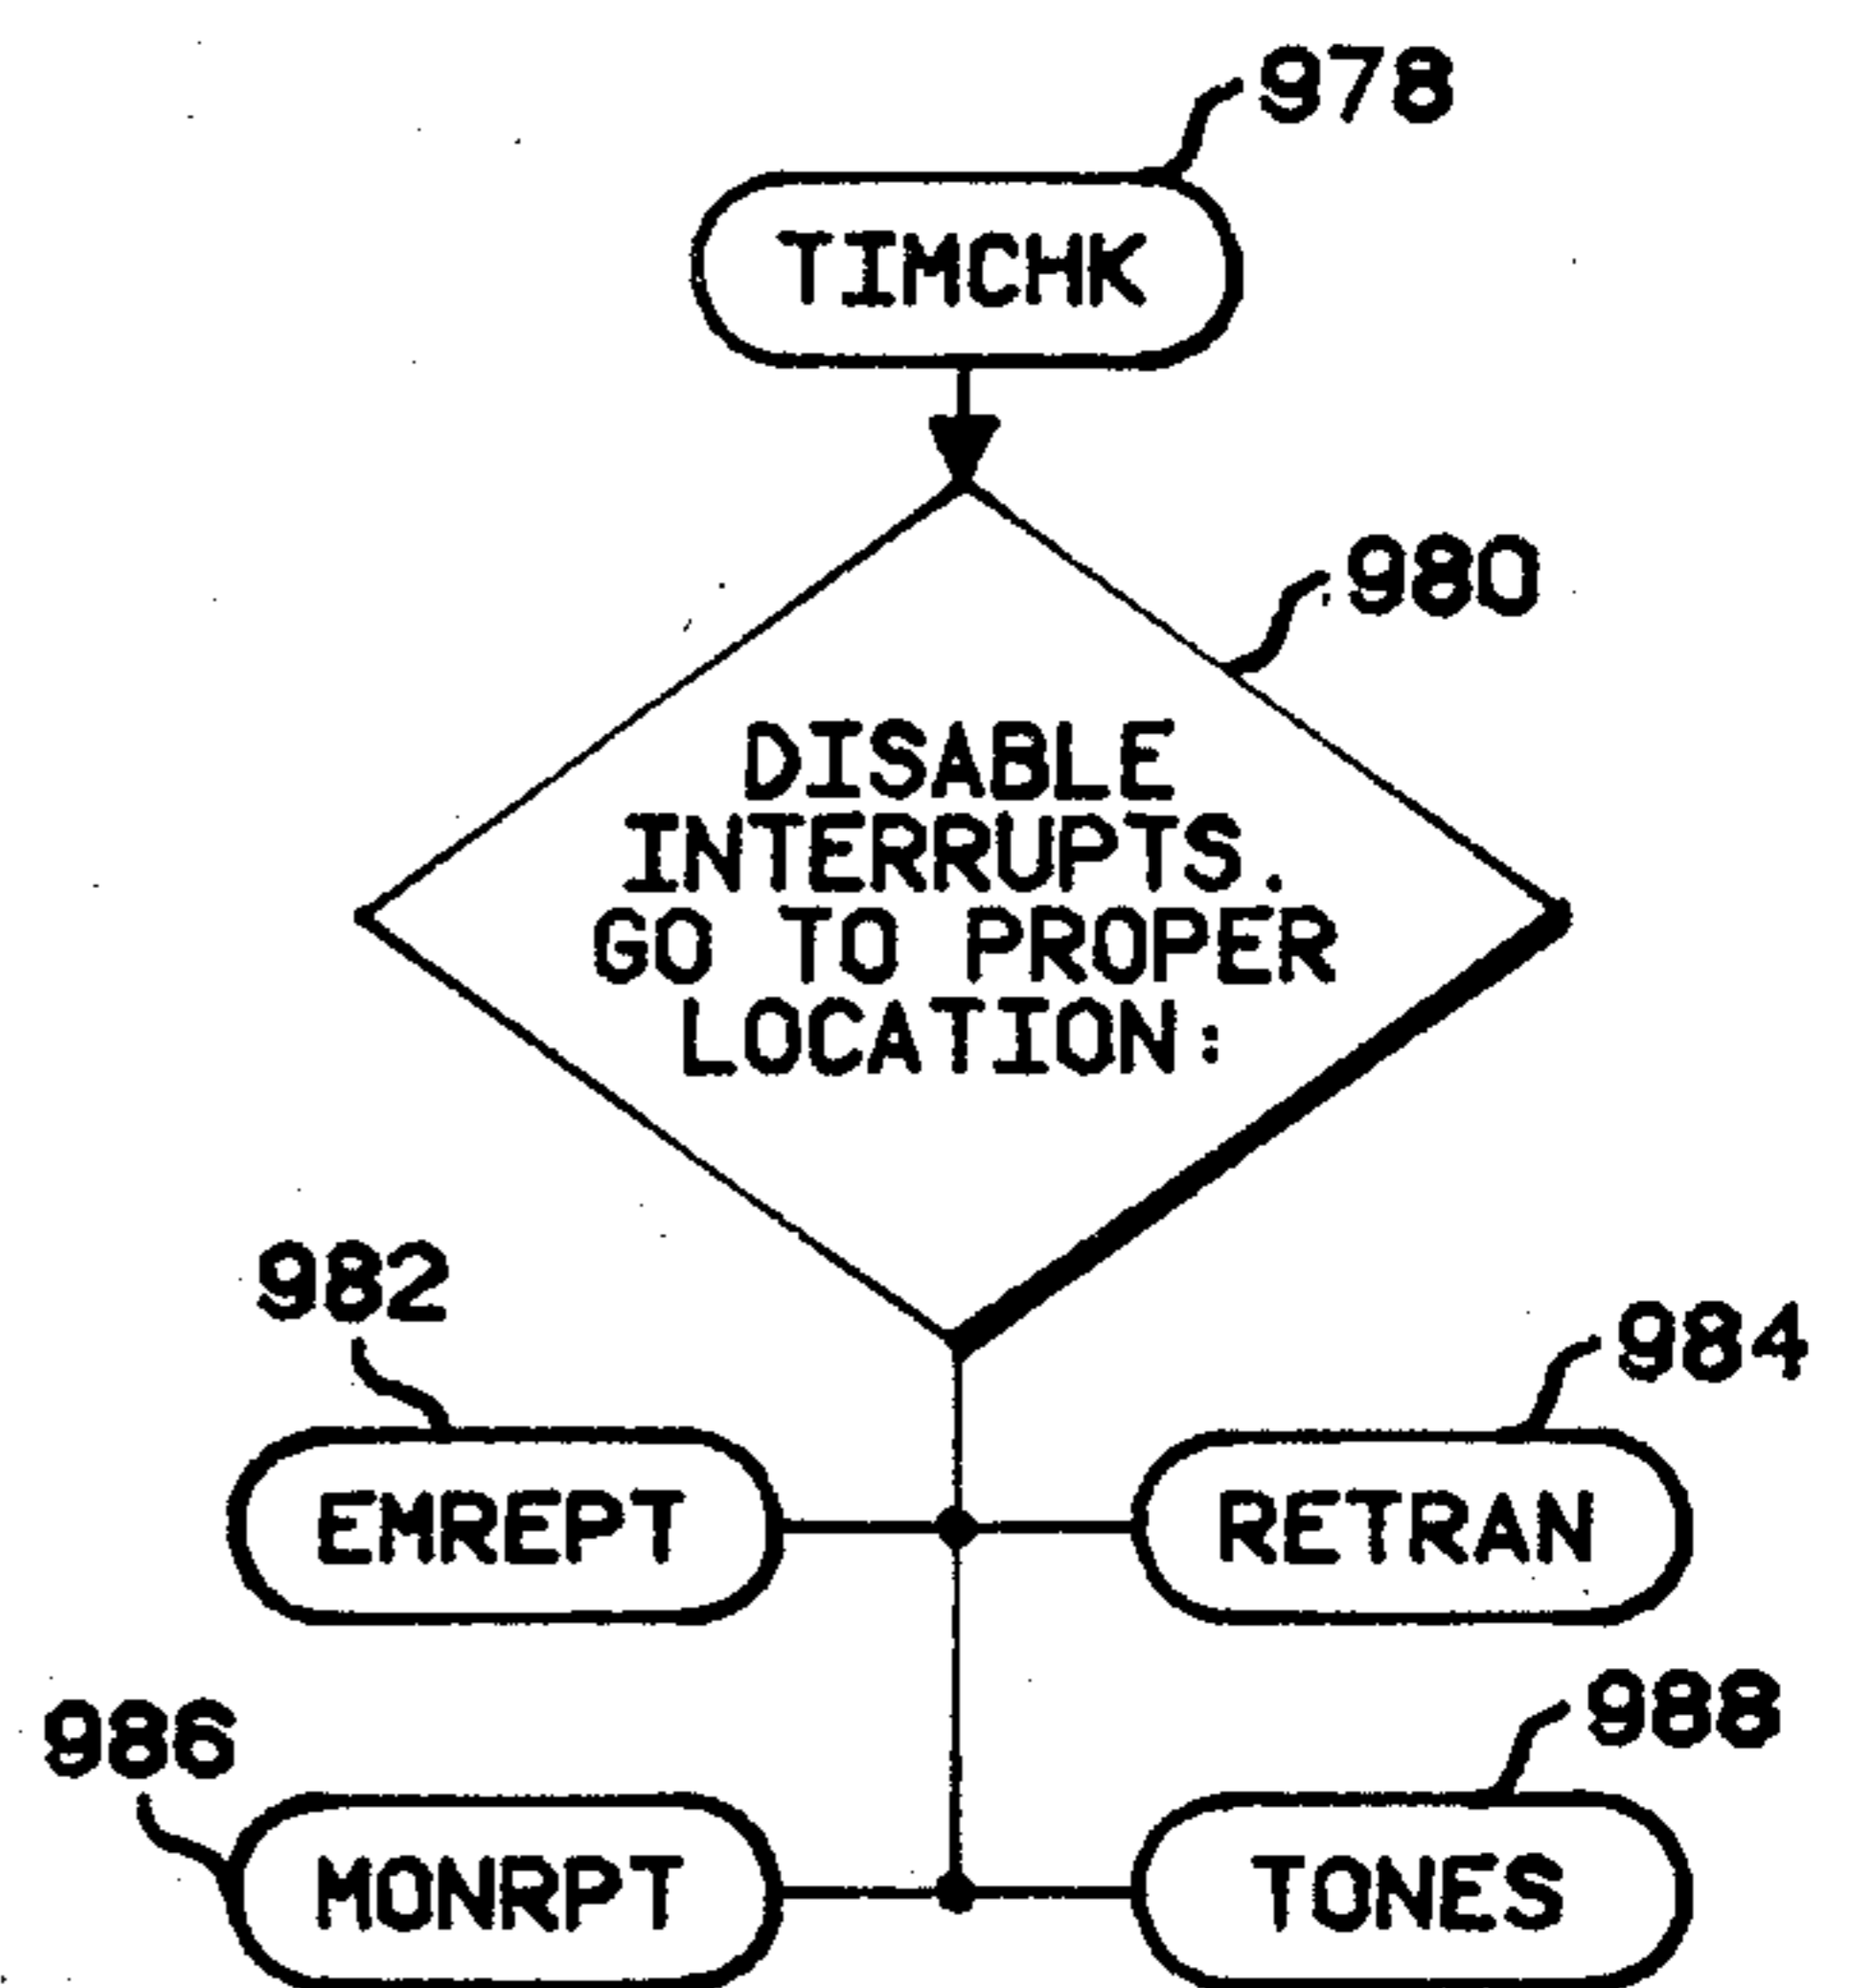 978
TIMCHK
980
DISABLE
INTERRUPTS.
GO TO PROPER
LOCATION:
982
984
EMREPT
RETRAN
986
988
MONRPT
TONES